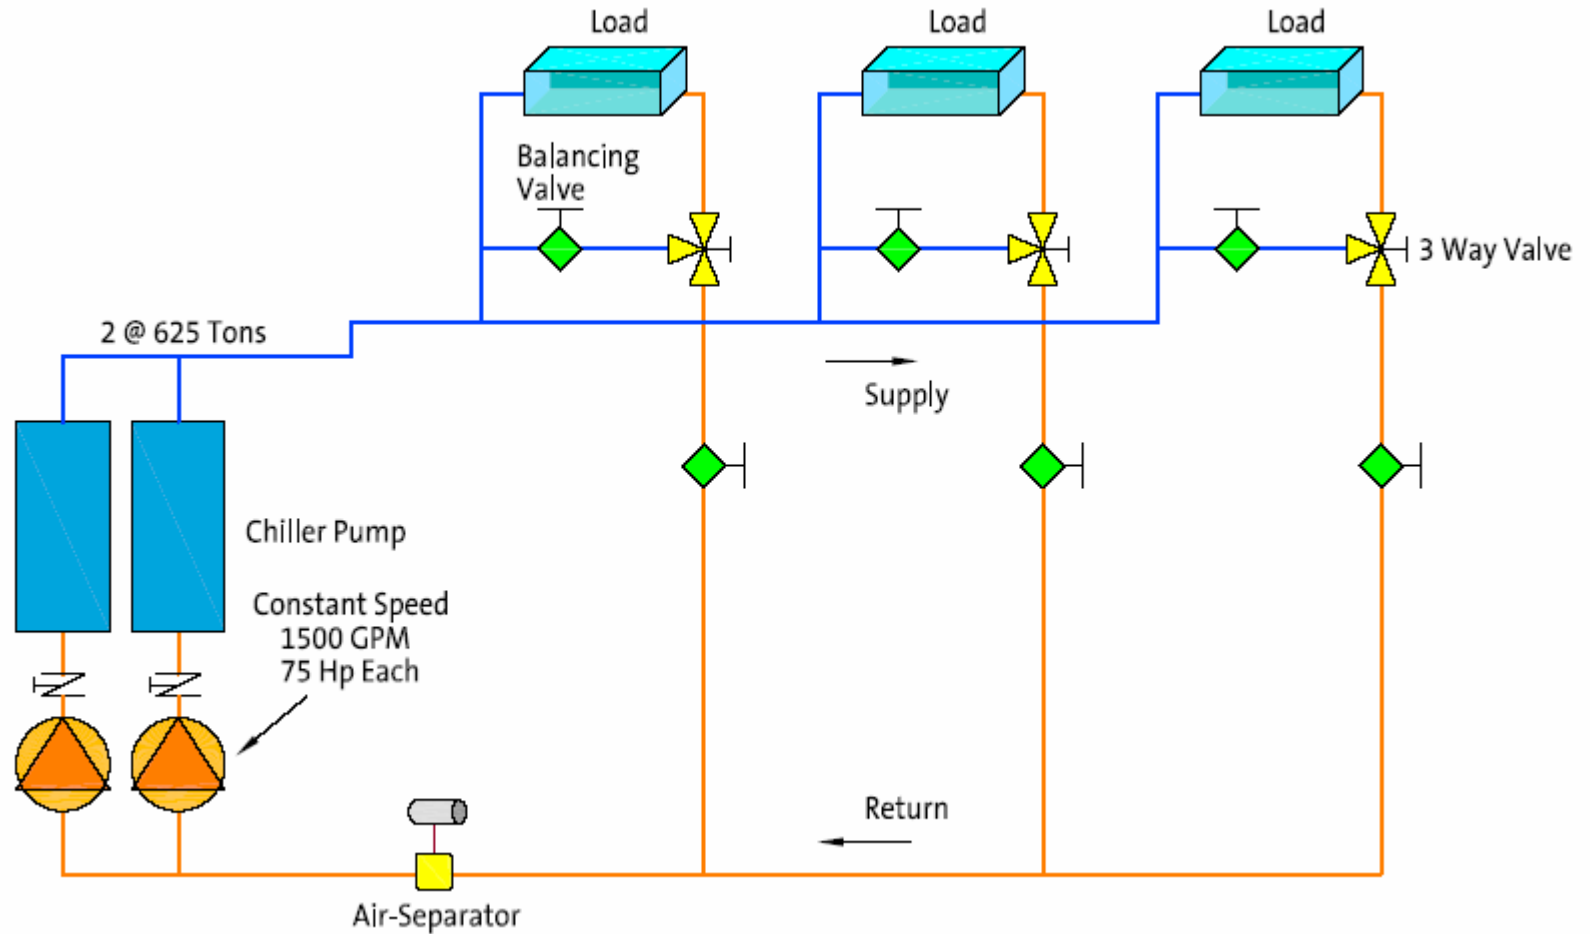 Load
Load
Load
Balancing
Valve
3 Way Valve
2 @ 625 Tons
Supply
Chiller Pump
Constant Speed
1500 GPM
75 Hp Each
Return
Air-Separator